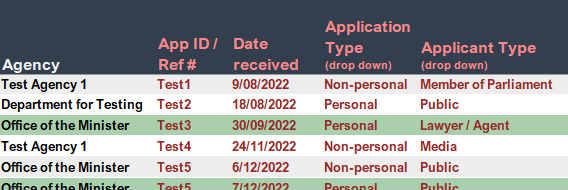 Agency App ID / Ref # Date received Application Type (drop down) Applicant Type (drop down)
Test Agency 1 Test1 9/08/2022 Non-personal Member of Parliament
Department for Testing Test2 18/08/2022 Personal Public
Office of the Minister Test3 30/09/2022 Personal Lawyer / Agent
Test Agency 1 Test4 24/11/2022 Non-personal Media
Office of the Minister Test5 6/12/2022 Non-personal Public
Office of the Minister Test5 7/12/2022 Personal Public